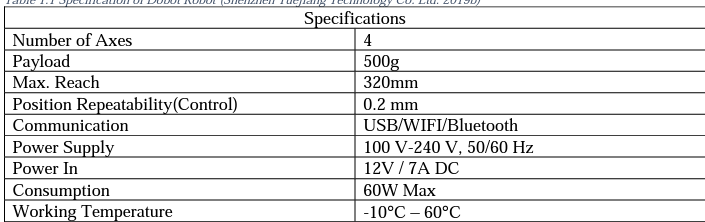 Table 1.1 Specification of Dobot Robot (Shenzhen Yuejiang Technology Co. Ltd. 2019b)
Specifications
Number of Axes 4
Payload 500g
Max. Reach 320mm
Position Repeatability(Control) 0.2 mm
Communication USB/WIFI/Bluetooth
Power Supply 100 V-240 V, 50/60 Hz
Power In 12V / 7A DC
Consumption 60W Max
Working Temperature -10°C – 60°C